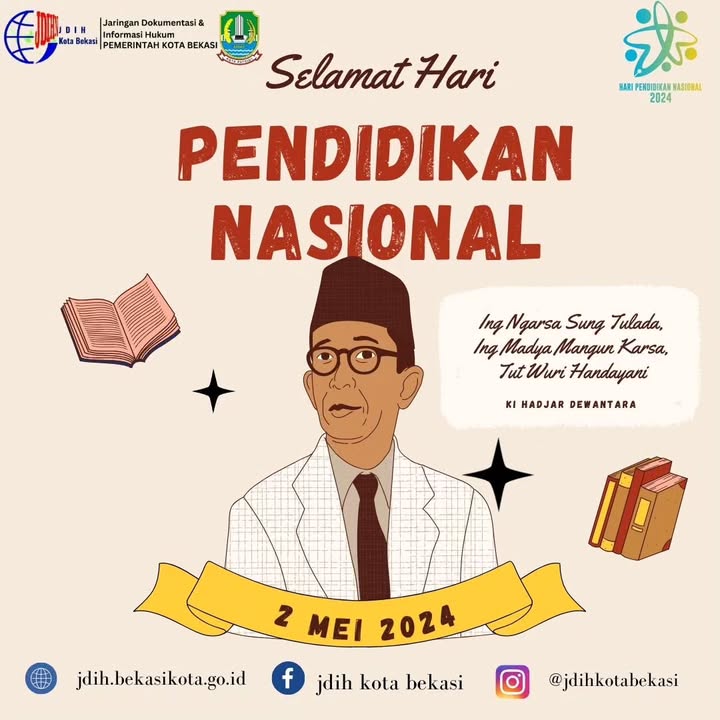 JDIH
JDIH
Kota Bekasi
Jaringan Dokumentasi &
Informasi Hukum
PEMERINTAH KOTA BEKASI
HARI PENDIDIKAN NASIONAL
2024
Selamat Hari
PENDIDIKAN
NASIONAL
Ing Ngarsa Sung Tulada,
Ing Madya Mangun Karsa,
Tut Wuri Handayani
KI HADJAR DEWANTARA
2 MEI 2024
jdih.bekasikota.go.id
jdih kota bekasi
@jdihkotabekasi